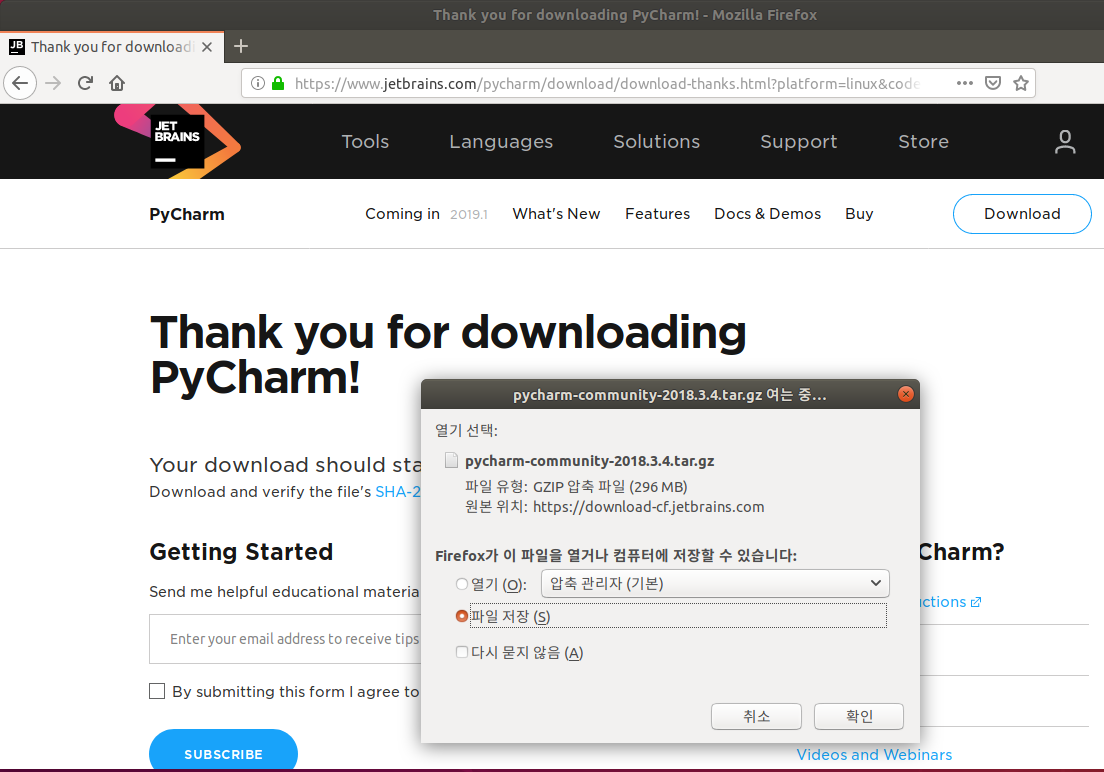 Thank you for downloading PyCharm! - Mozilla Firefox
JB Thank you for downloadi
https://www.jetbrains.com/pycharm/download/download-thanks.html?platform=linux&code
JET
BRAINS
Tools Languages Solutions Support Store
PyCharm Coming in 2019.1 What's New Features Docs & Demos Buy Download
Thank you for downloading
PyCharm!
pycharm-community-2018.3.4.tar.gz 여는 중...
열기 선택:
pycharm-community-2018.3.4.tar.gz
파일 유형: GZIP 압축 파일 (296 MB)
원본 위치: https://download-cf.jetbrains.com
Firefox가 이 파일을 열거나 컴퓨터에 저장할 수 있습니다:
열기 (O): 압축 관리자 (기본)
파일 저장 (S)
다시 묻지 않음 (A)
취소 확인
Your download should sta
Download and verify the file's SHA-2
Getting Started
Send me helpful educational materia
Enter your email address to receive tips
By submitting this form I agree to
SUBSCRIBE
Charm?
ctions
Videos and Webinars